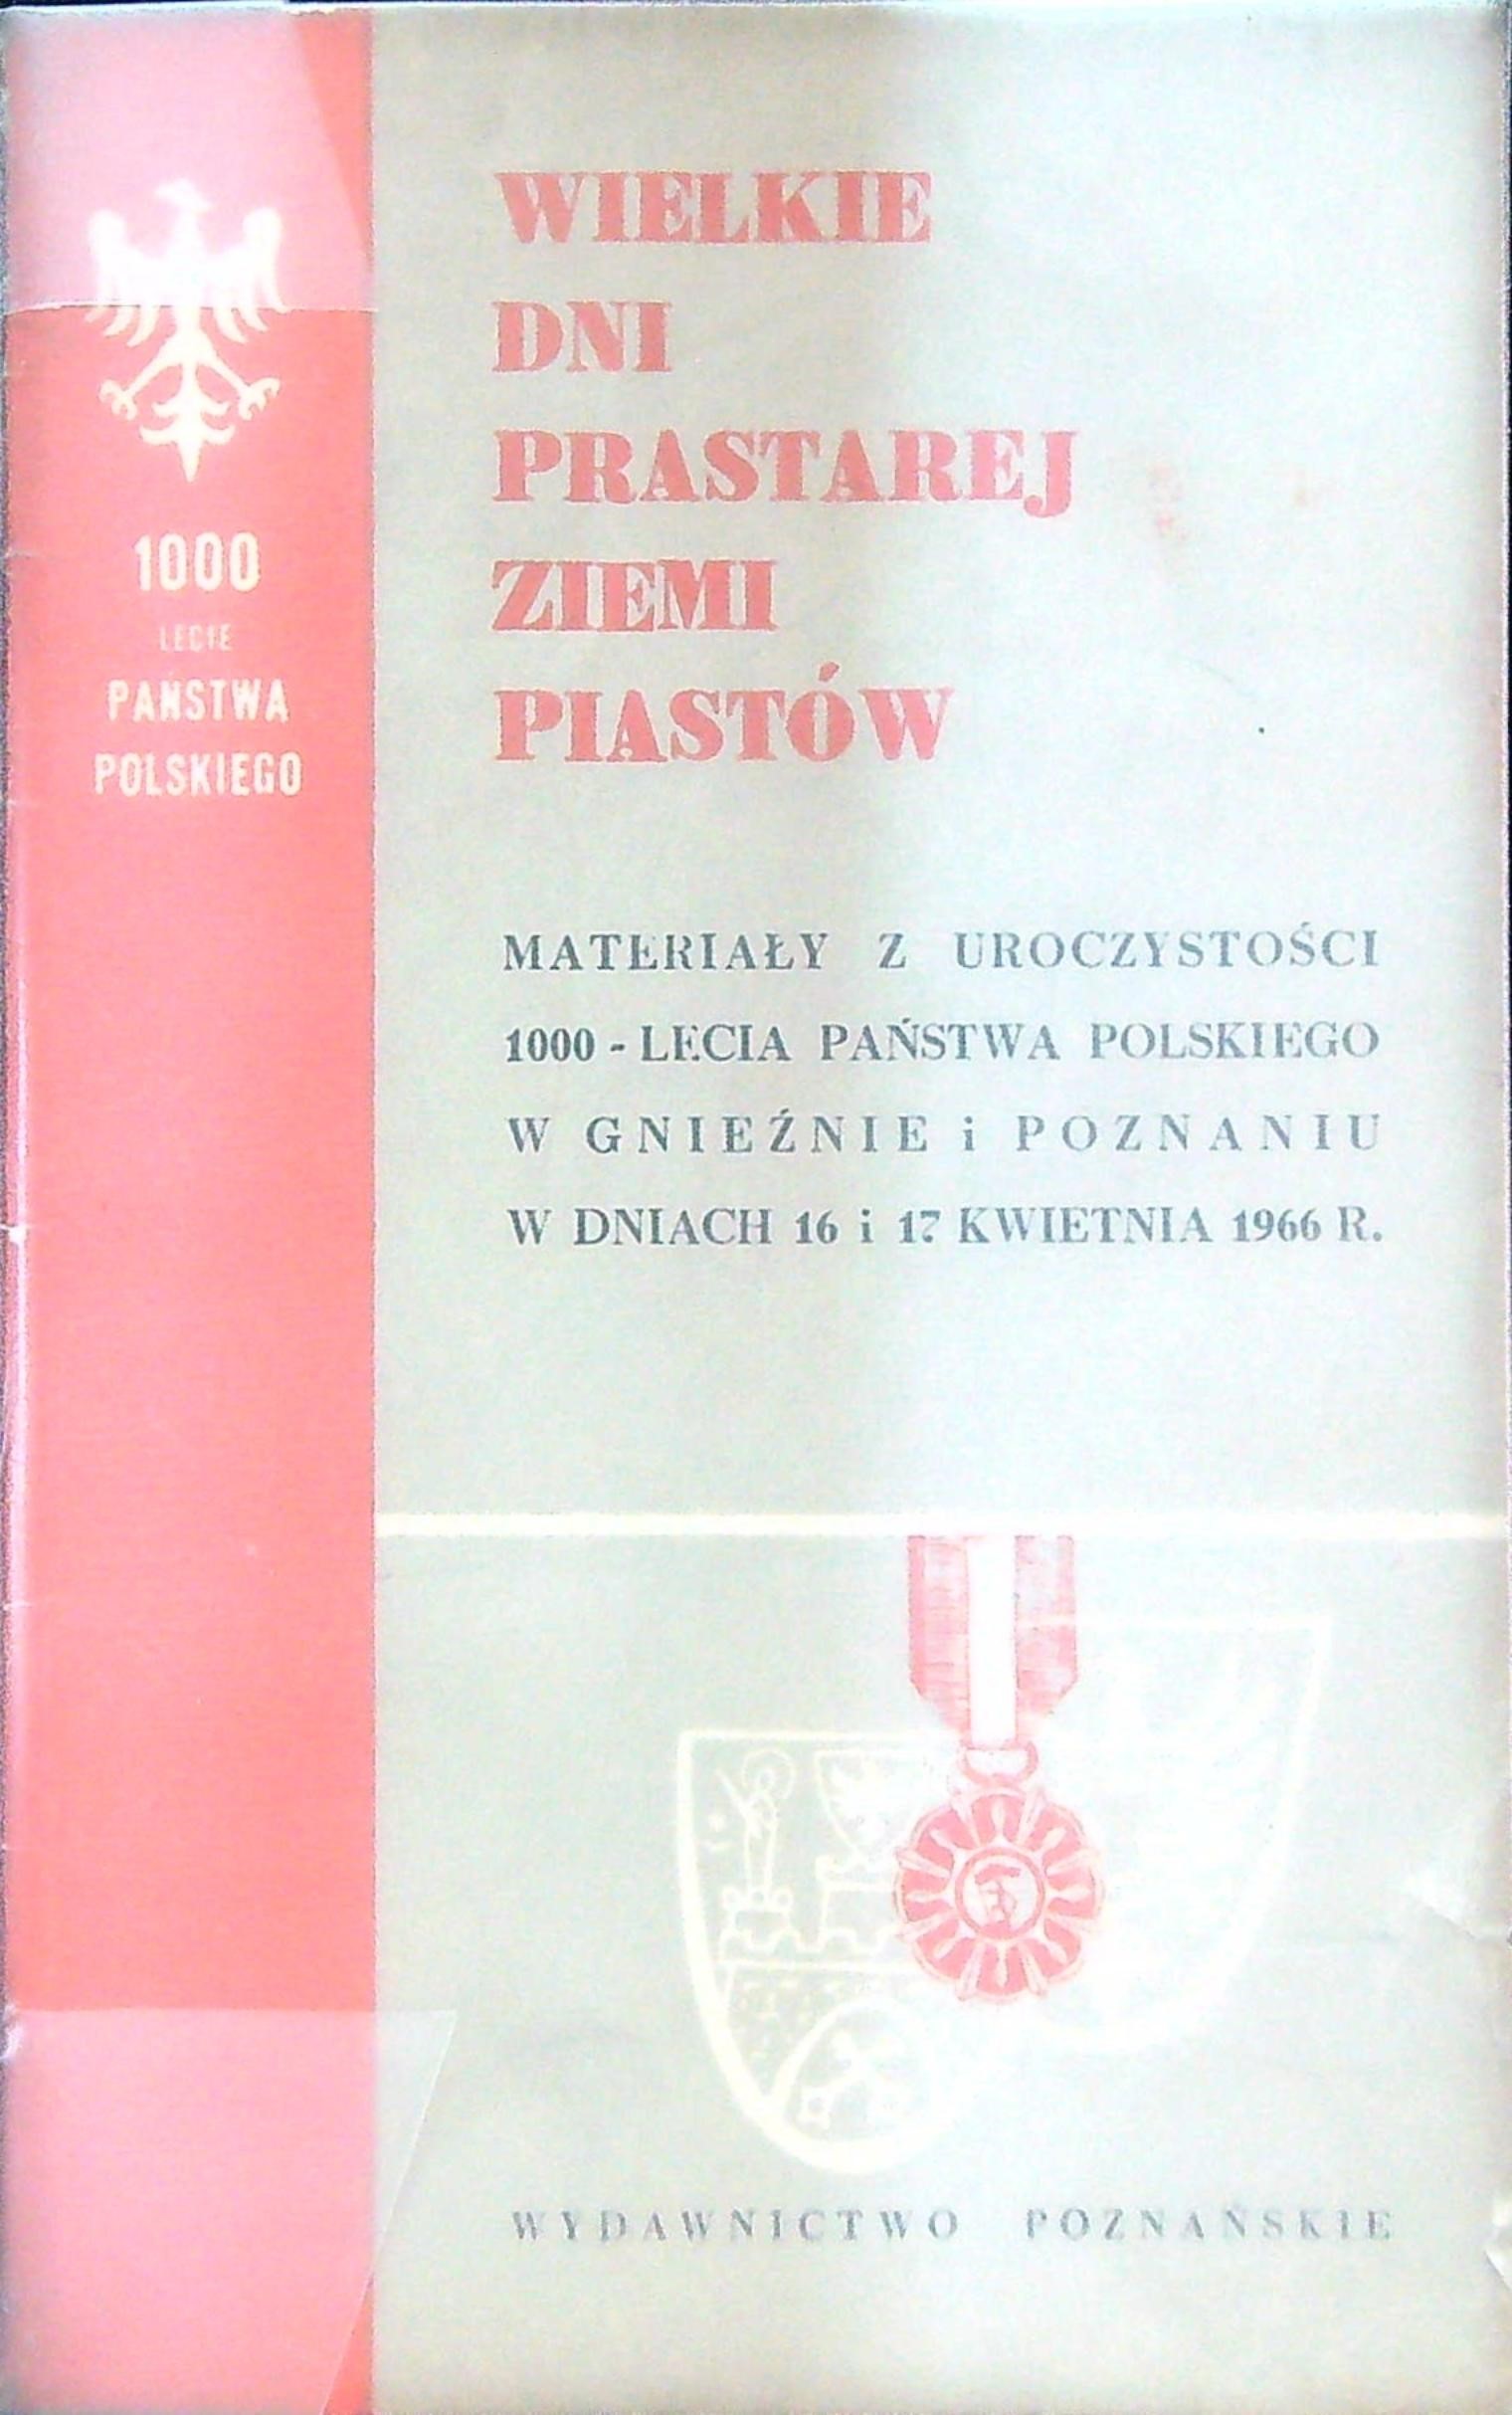 1000
LECIE
PAŃSTWA
POLSKIEGO
WIELKIE
DNI
PRASTAREJ
ZIEMI
PIASTÓW
MATERIAŁY Z UROCZYSTOŚCI
1000-LECIA PAŃSTWA POLSKIEGO
W GNIEŹNIE i POZNANIU
W DNIACH 16 i 17 KWIETNIA 1966 R.
WYDAWNICTWO POZNAŃSKIE